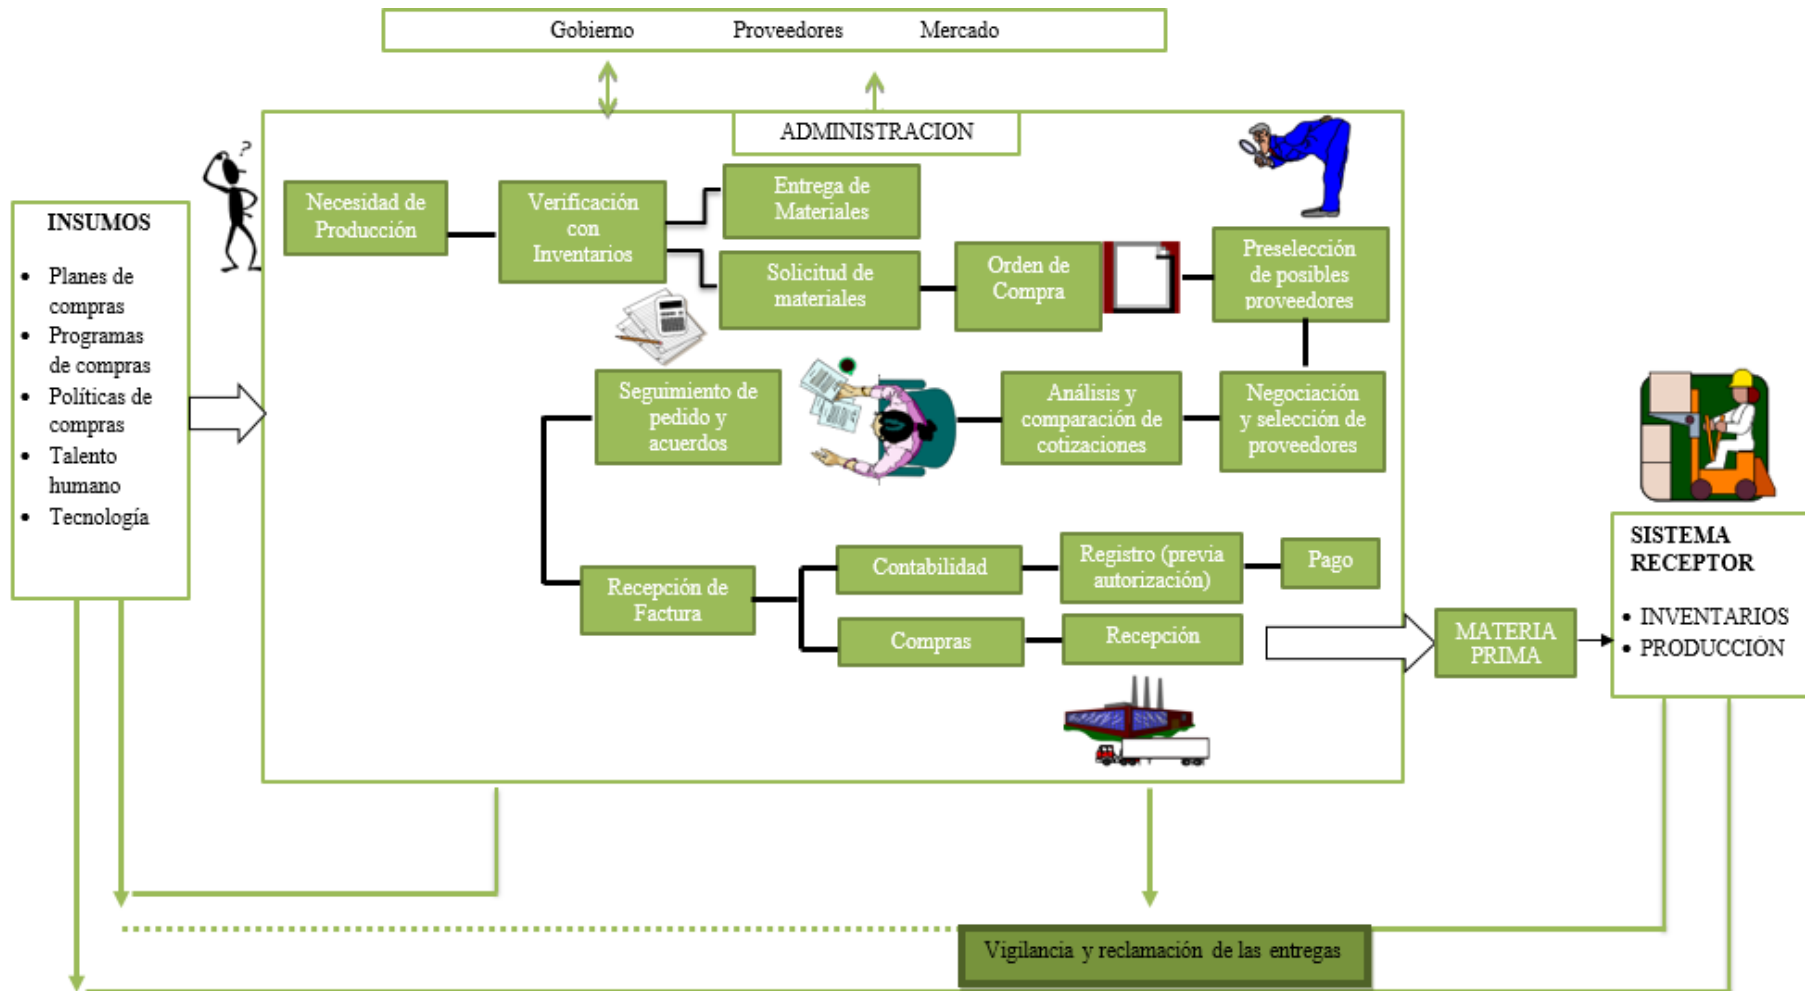 Gobierno
Proveedores
Mercado
ADMINISTRACION
?
INSUMOS
• Planes de
compras
• Programas
de compras
• Políticas de
compras
• Talento
humano
• Tecnología
Necesidad de
Producción
Verificación
con
Inventarios
Entrega de
Materiales
Solicitud de
materiales
Orden de
Compra
Preselección
de posibles
proveedores
Seguimiento de
pedido y
acuerdos
Análisis y
comparación de
cotizaciones
Negociación
y selección de
proveedores
Recepción de
Factura
Contabilidad
Registro (previa
autorización)
Pago
Compras
Recepción
MATERIA
PRIMA
SISTEMA
RECEPTOR
• INVENTARIOS
• PRODUCCIÓN
Vigilancia y reclamación de las entregas